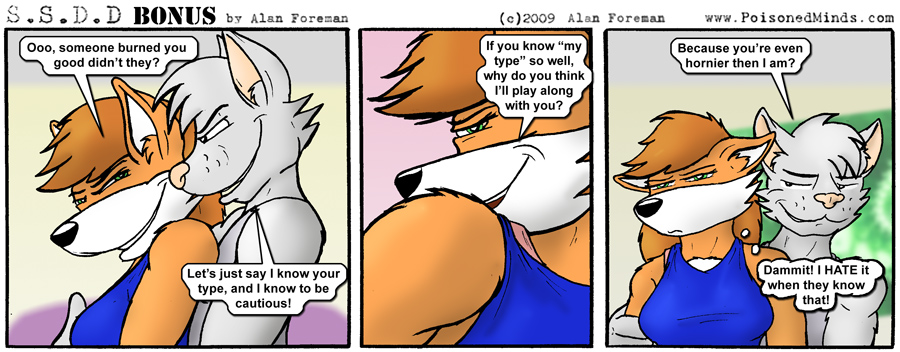 S.S.D.D BONUS by Alan Foreman (c)2009 Alan Foreman www.PoisonedMinds.com
Ooo, someone burned you
good didn't they?
Let's just say I know your
type, and I know to be
cautious!
If you know “my
type” so well,
why do you think
I'll play along
with you?
Because you're even
hornier then I am?
Dammit! I HATE it
when they know
that!